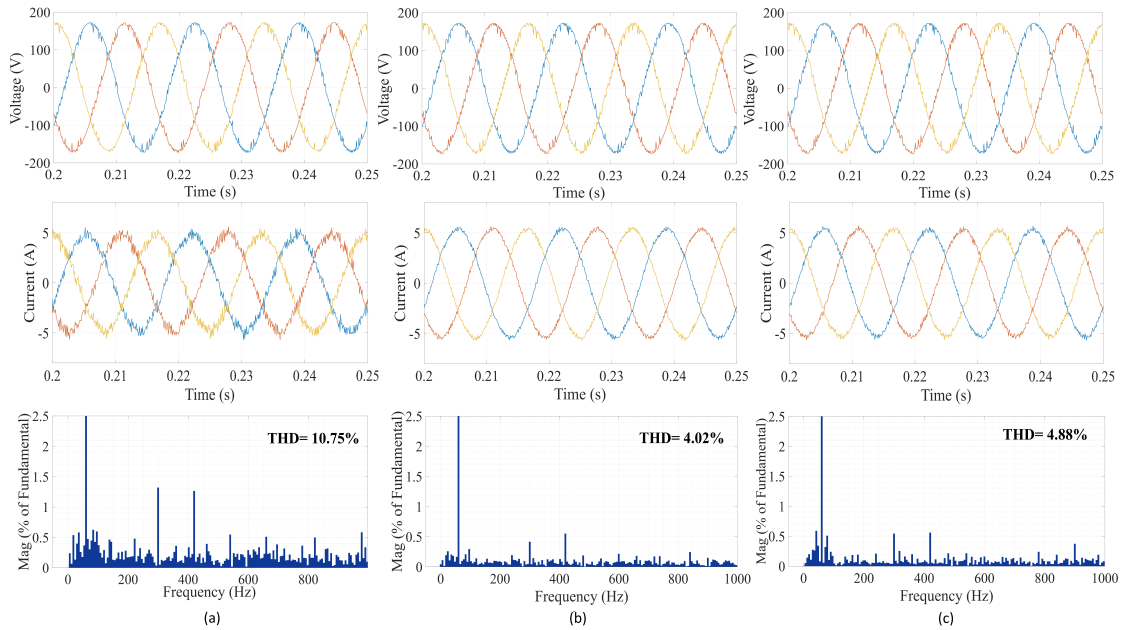 200
100
0
-100
-200
Voltage (V)
0.2 0.21 0.22 0.23 0.24 0.25
Time (s)
200
100
0
-100
-200
Voltage (V)
0.2 0.21 0.22 0.23 0.24 0.25
Time (s)
200
100
0
-100
-200
Voltage (V)
0.2 0.21 0.22 0.23 0.24 0.25
Time (s)
5
0
-5
Current (A)
0.2 0.21 0.22 0.23 0.24 0.25
Time (s)
5
0
-5
Current (A)
0.2 0.21 0.22 0.23 0.24 0.25
Time (s)
5
0
-5
Current (A)
0.2 0.21 0.22 0.23 0.24 0.25
Time (s)
2.5
2
1.5
1
0.5
0
Mag (% of Fundamental)
THD= 10.75%
0 200 400 600 800
Frequency (Hz)
(a)
2.5
2
1.5
1
0.5
0
Mag (% of Fundamental)
THD= 4.02%
0 200 400 600 800 1000
Frequency (Hz)
(b)
2.5
2
1.5
1
0.5
0
Mag (% of Fundamental)
THD= 4.88%
0 200 400 600 800 1000
Frequency (Hz)
(c)